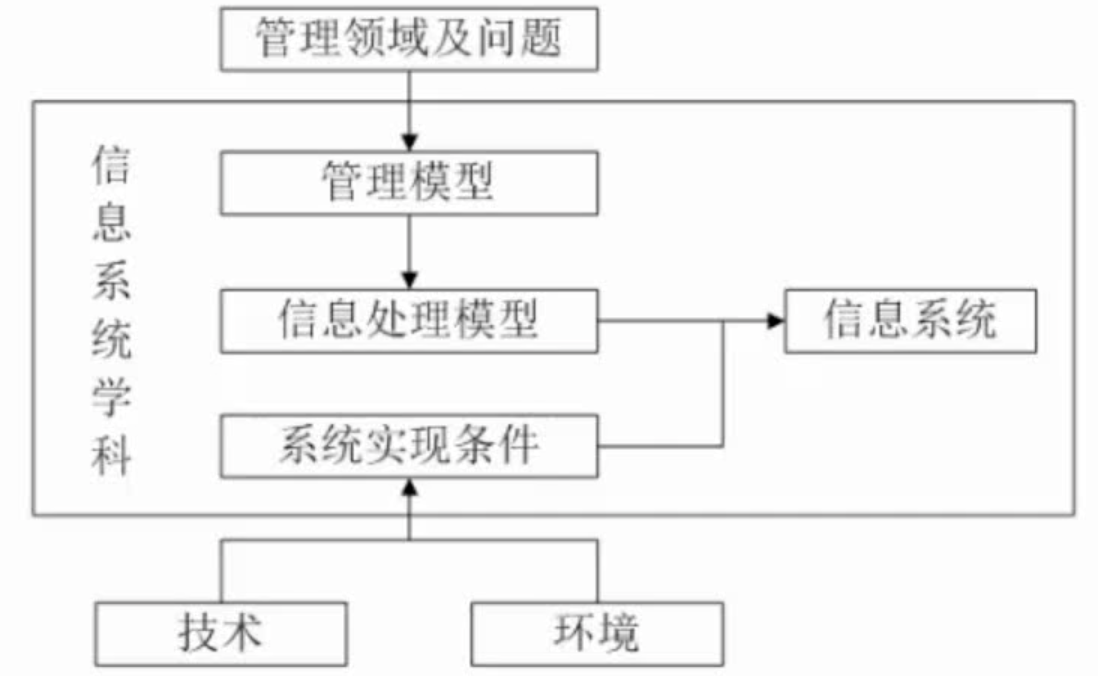 管理领域及问题
信息系统学科
管理模型
信息处理模型
信息系统
系统实现条件
技术
环境